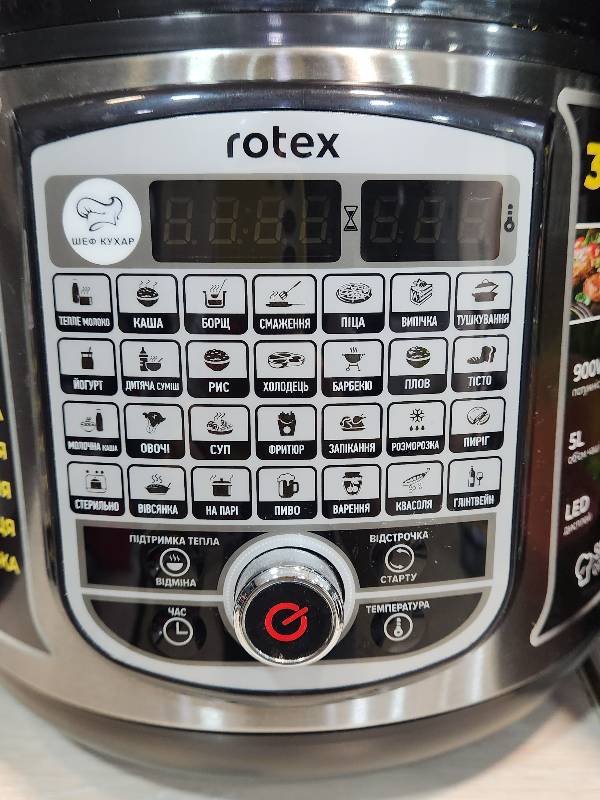 rotex
ШЕФ КУХАР
ТЕПЛЕ МОЛОКО КАША БОРЩ СМАЖЕННЯ ПІЦА ВИПІЧКА ТУШКУВАННЯ
ЙОГУРТ ДИТЯЧА СУМІШ РИС ХОЛОДЕЦЬ БАРБЕКЮ ПЛОВ ТІСТО
МОЛОЧНА КАША ОВОЧІ СУП ФРИТЮР ЗАПІКАННЯ РОЗМОРОЗКА ПИРІГ
СТЕРИЛЬНО ВІВСЯНКА НА ПАРІ ПИВО ВАРЕННЯ КВАСОЛЯ ГЛІНТВЕЙН
ПІДТРИМКА ТЕПЛА
ВІДМІНА
ВІДСТРОЧКА
СТАРТУ
ЧАС
ТЕМПЕРАТУРА
3
900W
5L
LED